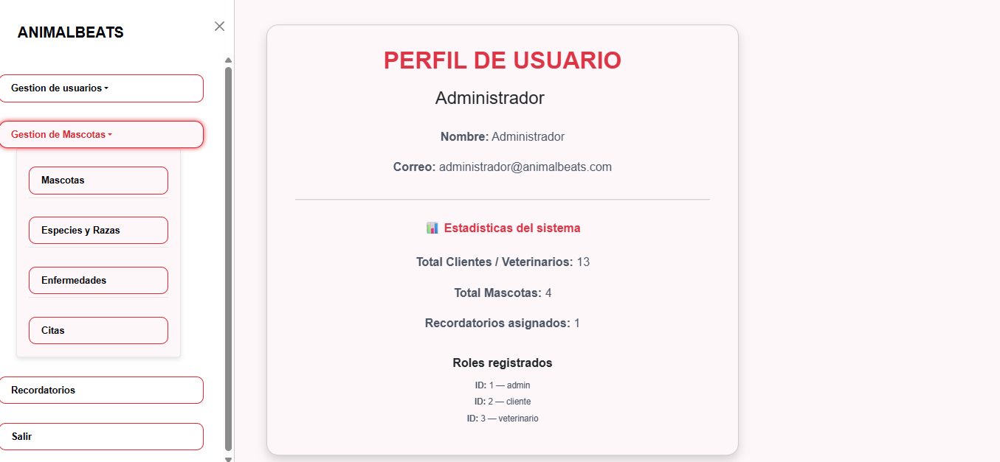 ANIMALBEATS
Gestion de usuarios
Gestion de Mascotas
Mascotas
Especies y Razas
Enfermedades
Citas
Recordatorios
Salir
PERFIL DE USUARIO
Administrador
Nombre: Administrador
Correo: administrador@animalbeats.com
Estadísticas del sistema
Total Clientes / Veterinarios: 13
Total Mascotas: 4
Recordatorios asignados: 1
Roles registrados
ID: 1 — admin
ID: 2 — cliente
ID: 3 — veterinario